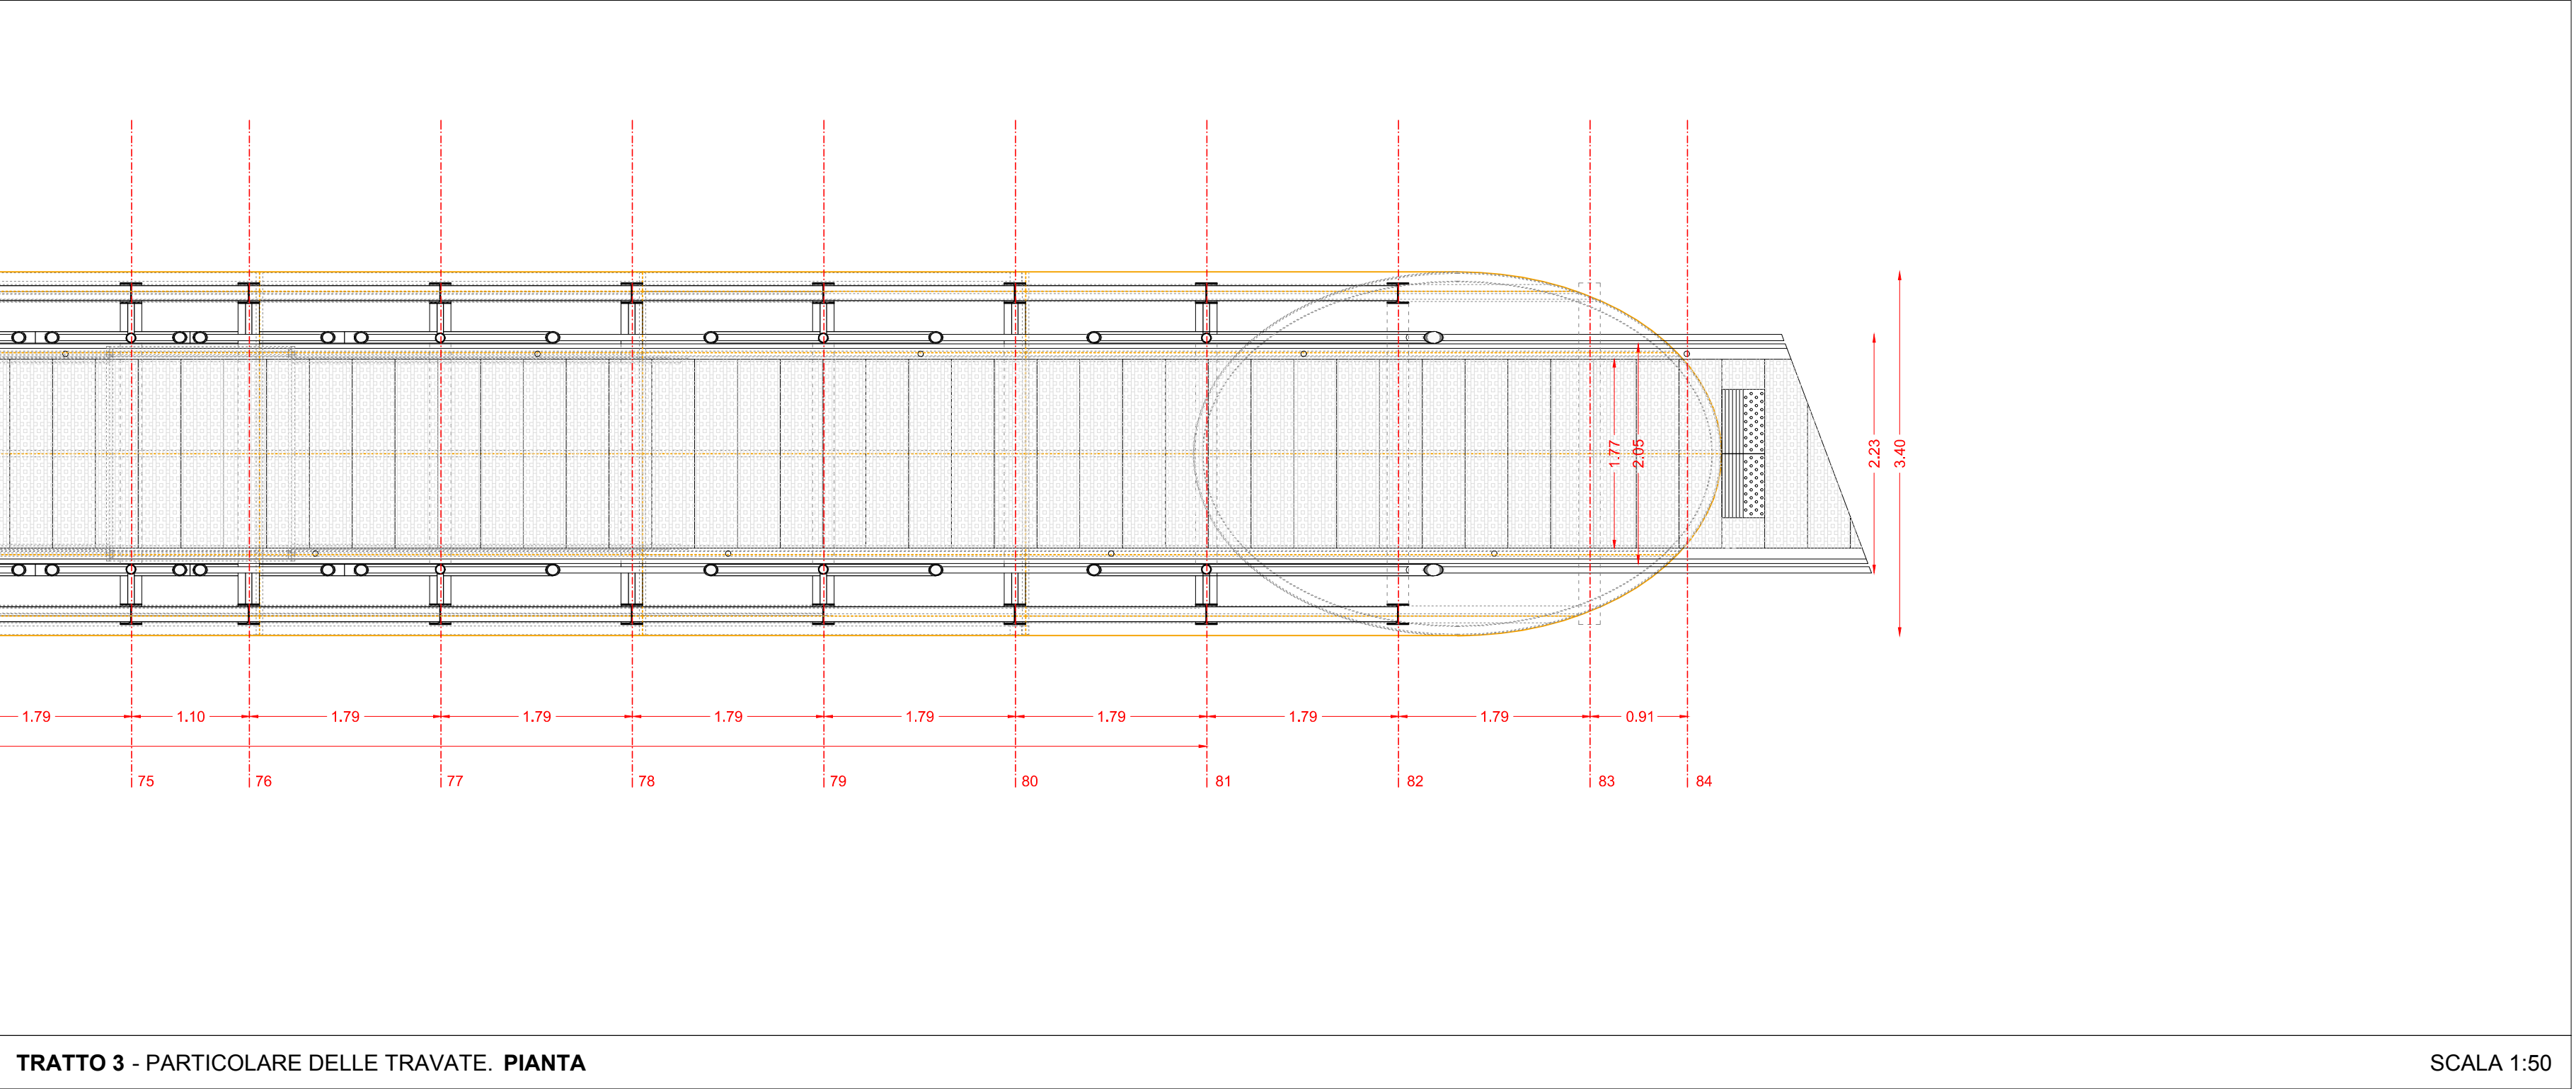 1.77
2.05
2.23
3.40
1.79 1.10 1.79 1.79 1.79 1.79 1.79 1.79 1.79 0.91
75 76 77 78 79 80 81 82 83 84
TRATTO 3 - PARTICOLARE DELLE TRAVATE. PIANTA
SCALA 1:50